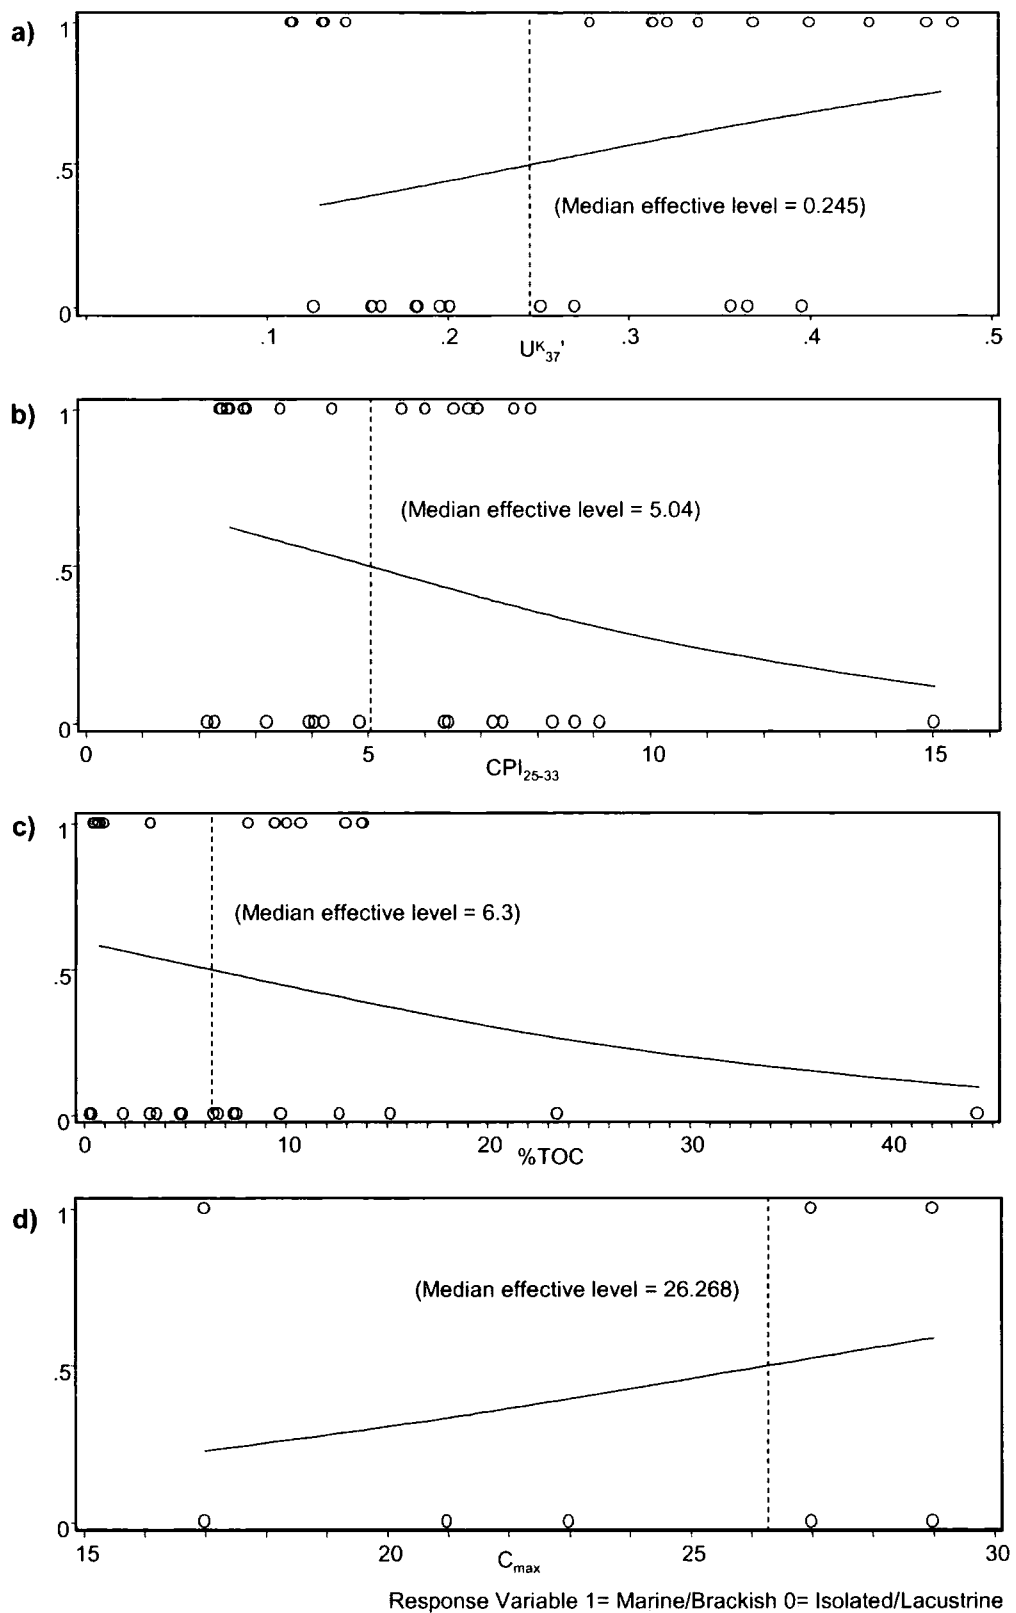 a)
1
.5
0
(Median effective level = 0.245)
.1 .2 .3 .4 .5
UK37'
b)
1
.5
0
(Median effective level = 5.04)
0 5 10 15
CPI25-33
c)
1
.5
0
(Median effective level = 6.3)
0 10 20 30 40
%TOC
d)
1
.5
0
(Median effective level = 26.268)
15 20 25 30
Cmax
Response Variable 1= Marine/Brackish 0= Isolated/Lacustrine